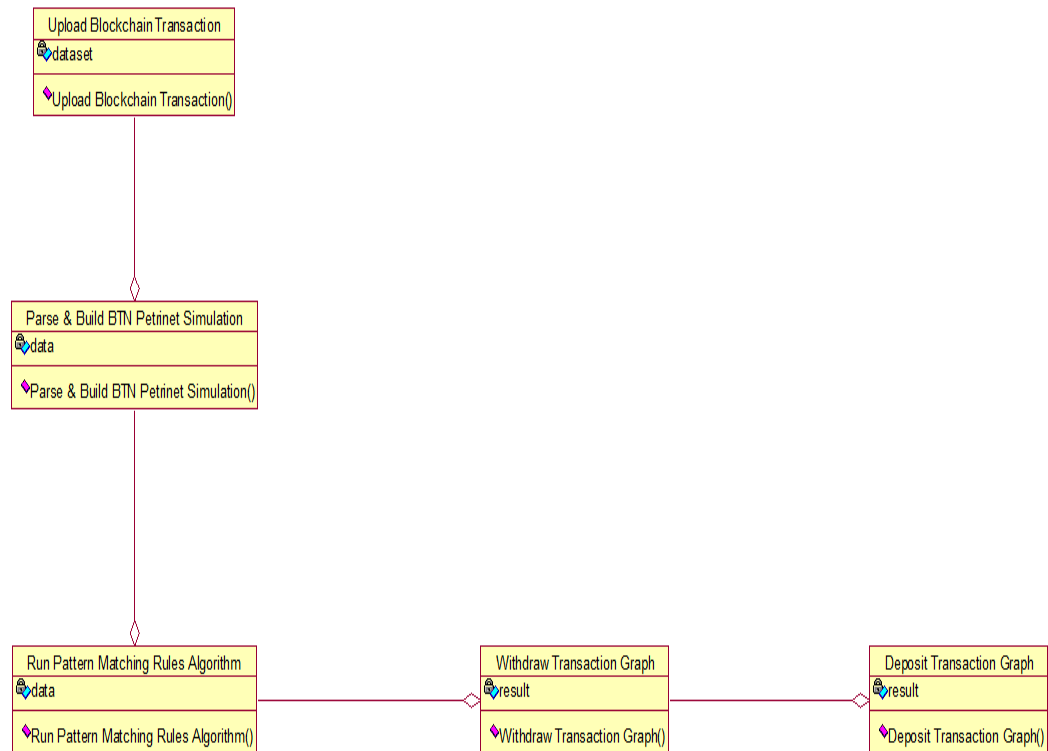 Upload Blockchain Transaction
dataset
Upload Blockchain Transaction()
Parse & Build BTN Petrinet Simulation
data
Parse & Build BTN Petrinet Simulation()
Run Pattern Matching Rules Algorithm
data
Run Pattern Matching Rules Algorithm()
Withdraw Transaction Graph
result
Withdraw Transaction Graph()
Deposit Transaction Graph
result
Deposit Transaction Graph()